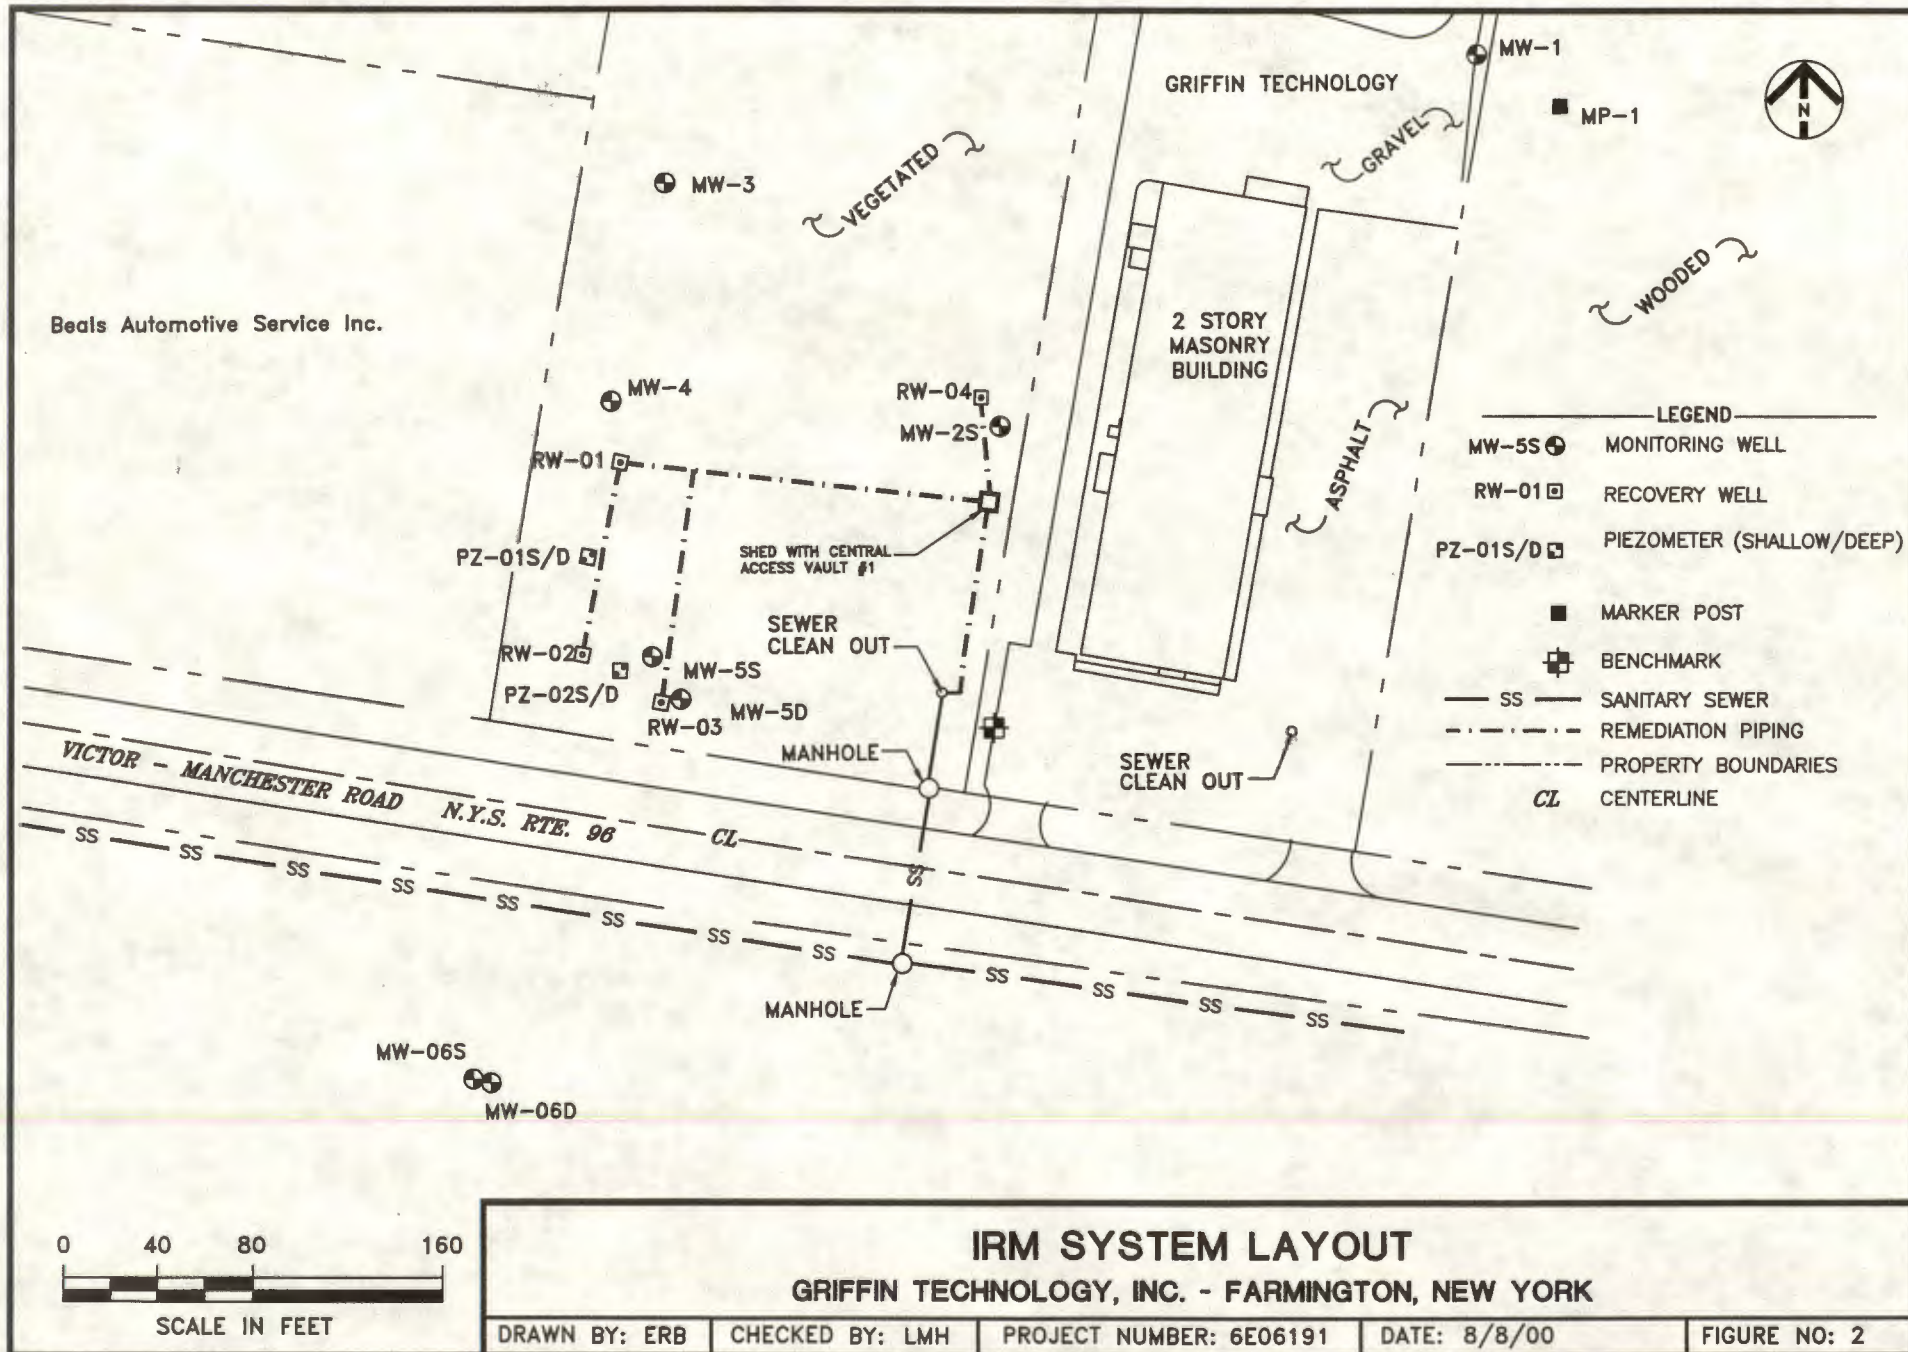 MW-1
GRIFFIN TECHNOLOGY
MP-1
N
GRAVEL
VEGETATED
MW-3
WOODED
Beals Automotive Service Inc.
2 STORY
MASONRY
BUILDING
MW-4
RW-04
MW-2S
RW-01
ASPHALT
PZ-01S/D
SHED WITH CENTRAL
ACCESS VAULT #1
SEWER
CLEAN OUT
RW-02
MW-5S
PZ-02S/D
MW-5D
RW-03
MANHOLE
SEWER
CLEAN OUT
LEGEND
MW-5S MONITORING WELL
RW-01 RECOVERY WELL
PZ-01S/D PIEZOMETER (SHALLOW/DEEP)
MARKER POST
BENCHMARK
SS SANITARY SEWER
REMEDIATION PIPING
PROPERTY BOUNDARIES
CL CENTERLINE
VICTOR - MANCHESTER ROAD N.Y.S. RTE. 96 CL
SS
SS SS SS SS SS SS SS SS SS SS SS SS
MANHOLE
MW-06S
MW-06D
0 40 80 160
SCALE IN FEET
IRM SYSTEM LAYOUT
GRIFFIN TECHNOLOGY, INC. - FARMINGTON, NEW YORK
DRAWN BY: ERB CHECKED BY: LMH PROJECT NUMBER: 6E06191 DATE: 8/8/00 FIGURE NO: 2